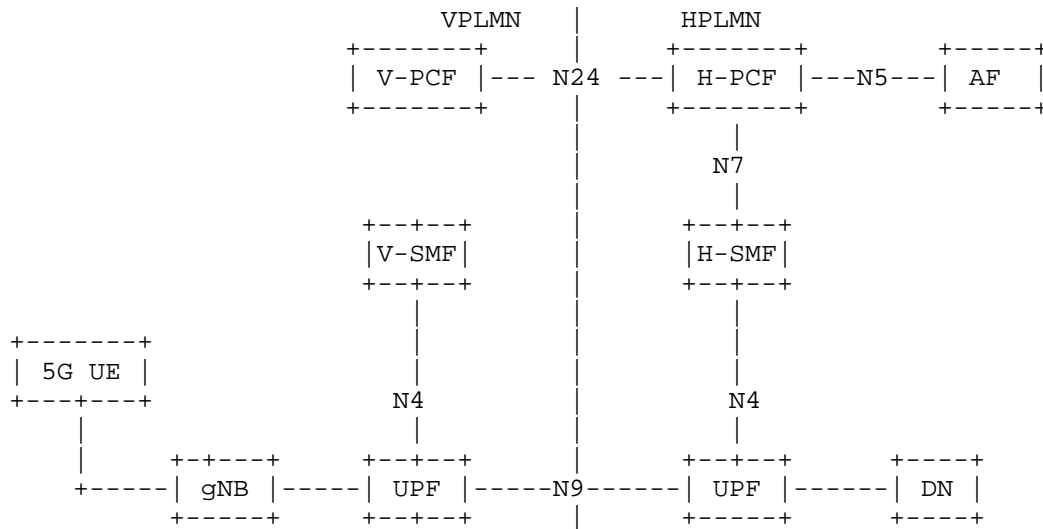 VPLMN HPLMN
V-PCF N24 H-PCF N5 AF
N7
V-SMF H-SMF
5G UE
N4 N4
gNB UPF N9 UPF DN